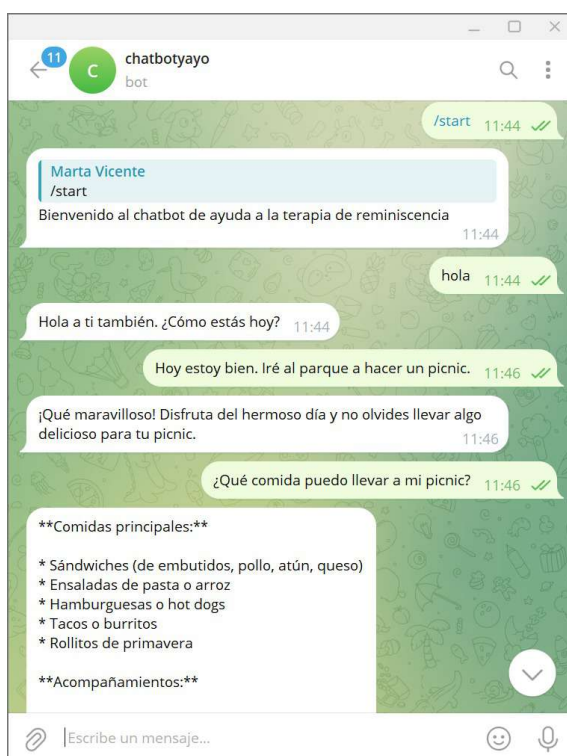 11
C
chatbotyayo
bot
/start 11:44
Marta Vicente
/start
Bienvenido al chatbot de ayuda a la terapia de reminiscencia
11:44
hola 11:44
Hola a ti también. ¿Cómo estás hoy? 11:44
Hoy estoy bien. Iré al parque a hacer un picnic. 11:46
¡Qué maravilloso! Disfruta del hermoso día y no olvides llevar algo
delicioso para tu picnic.
11:46
¿Qué comida puedo llevar a mi picnic? 11:46
**Comidas principales:**
* Sándwiches (de embutidos, pollo, atún, queso)
* Ensaladas de pasta o arroz
* Hamburguesas o hot dogs
* Tacos o burritos
* Rollitos de primavera
**Acompañamientos:**
Escribe un mensaje...